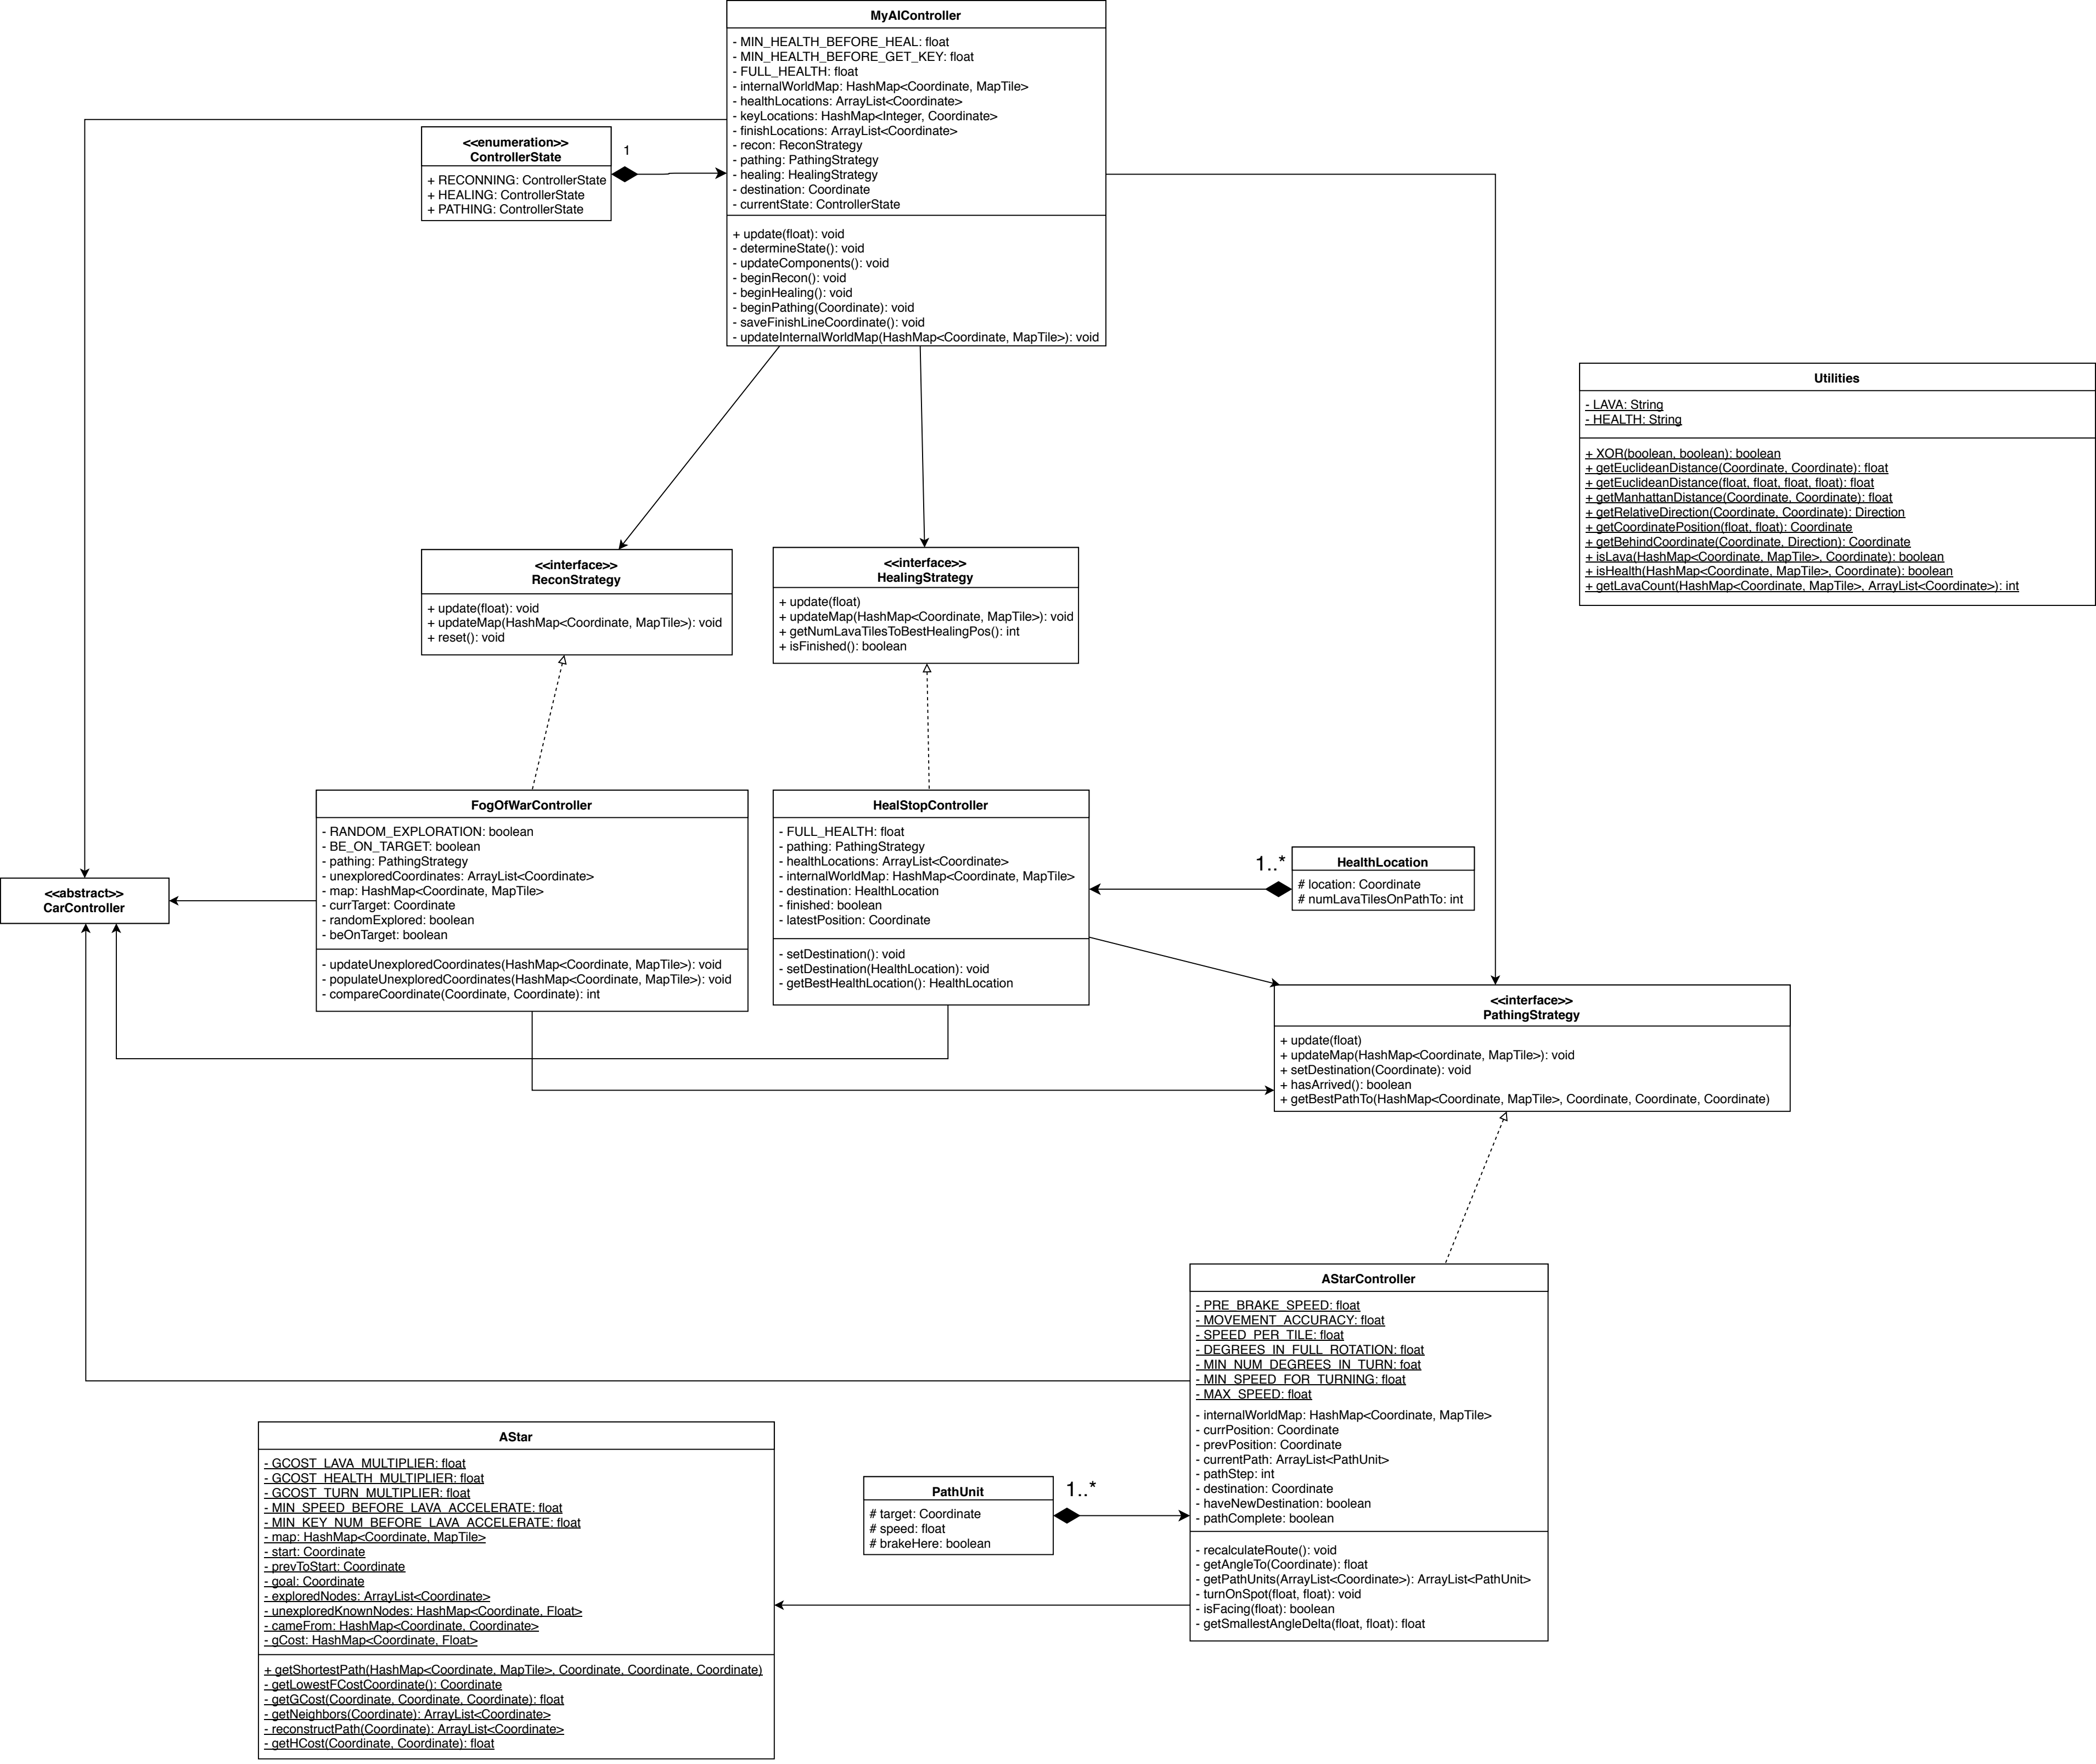 MyAIController
- MIN_HEALTH_BEFORE_HEAL: float
- MIN_HEALTH_BEFORE_GET_KEY: float
- FULL_HEALTH: float
- internalWorldMap: HashMap<Coordinate, MapTile>
- healthLocations: ArrayList<Coordinate>
- keyLocations: HashMap<Integer, Coordinate>
- finishLocations: ArrayList<Coordinate>
- recon: ReconStrategy
- pathing: PathingStrategy
- healing: HealingStrategy
- destination: Coordinate
- currentState: ControllerState
+ update(float): void
- determineState(): void
- updateComponents(): void
- beginRecon(): void
- beginHealing(): void
- beginPathing(Coordinate): void
- saveFinishLineCoordinate(): void
- updateInternalWorldMap(HashMap<Coordinate, MapTile>): void
<<enumeration>>
ControllerState
+ RECONNING: ControllerState
+ HEALING: ControllerState
+ PATHING: ControllerState
1
Utilities
- LAVA: String
- HEALTH: String
+ XOR(boolean, boolean): boolean
+ getEuclideanDistance(Coordinate, Coordinate): float
+ getEuclideanDistance(float, float, float, float): float
+ getManhattanDistance(Coordinate, Coordinate): float
+ getRelativeDirection(Coordinate, Coordinate): Direction
+ getCoordinatePosition(float, float): Coordinate
+ getBehindCoordinate(Coordinate, Direction): Coordinate
+ isLava(HashMap<Coordinate, MapTile>, Coordinate): boolean
+ isHealth(HashMap<Coordinate, MapTile>, Coordinate): boolean
+ getLavaCount(HashMap<Coordinate, MapTile>, ArrayList<Coordinate>): int
<<interface>>
ReconStrategy
+ update(float): void
+ updateMap(HashMap<Coordinate, MapTile>): void
+ reset(): void
<<interface>>
HealingStrategy
+ update(float)
+ updateMap(HashMap<Coordinate, MapTile>): void
+ getNumLavaTilesToBestHealingPos(): int
+ isFinished(): boolean
<<abstract>>
CarController
FogOfWarController
- RANDOM_EXPLORATION: boolean
- BE_ON_TARGET: boolean
- pathing: PathingStrategy
- unexploredCoordinates: ArrayList<Coordinate>
- map: HashMap<Coordinate, MapTile>
- currTarget: Coordinate
- randomExplored: boolean
- beOnTarget: boolean
- updateUnexploredCoordinates(HashMap<Coordinate, MapTile>): void
- populateUnexploredCoordinates(HashMap<Coordinate, MapTile>): void
- compareCoordinate(Coordinate, Coordinate): int
HealStopController
- FULL_HEALTH: float
- pathing: PathingStrategy
- healthLocations: ArrayList<Coordinate>
- internalWorldMap: HashMap<Coordinate, MapTile>
- destination: HealthLocation
- finished: boolean
- latestPosition: Coordinate
- setDestination(): void
- setDestination(HealthLocation): void
- getBestHealthLocation(): HealthLocation
1..*
HealthLocation
# location: Coordinate
# numLavaTilesOnPathTo: int
<<interface>>
PathingStrategy
+ update(float)
+ updateMap(HashMap<Coordinate, MapTile>): void
+ setDestination(Coordinate): void
+ hasArrived(): boolean
+ getBestPathTo(HashMap<Coordinate, MapTile>, Coordinate, Coordinate, Coordinate)
AStarController
- PRE_BRAKE_SPEED: float
- MOVEMENT_ACCURACY: float
- SPEED_PER_TILE: float
- DEGREES_IN_FULL_ROTATION: float
- MIN_NUM_DEGREES_IN_TURN: foat
- MIN_SPEED_FOR_TURNING: float
- MAX_SPEED: float
- internalWorldMap: HashMap<Coordinate, MapTile>
- currPosition: Coordinate
- prevPosition: Coordinate
- currentPath: ArrayList<PathUnit>
- pathStep: int
- destination: Coordinate
- haveNewDestination: boolean
- pathComplete: boolean
- recalculateRoute(): void
- getAngleTo(Coordinate): float
- getPathUnits(ArrayList<Coordinate>): ArrayList<PathUnit>
- turnOnSpot(float, float): void
- isFacing(float): boolean
- getSmallestAngleDelta(float, float): float
PathUnit
# target: Coordinate
# speed: float
# brakeHere: boolean
1..*
AStar
- GCOST_LAVA_MULTIPLIER: float
- GCOST_HEALTH_MULTIPLIER: float
- GCOST_TURN_MULTIPLIER: float
- MIN_SPEED_BEFORE_LAVA_ACCELERATE: float
- MIN_KEY_NUM_BEFORE_LAVA_ACCELERATE: float
- map: HashMap<Coordinate, MapTile>
- start: Coordinate
- prevToStart: Coordinate
- goal: Coordinate
- exploredNodes: ArrayList<Coordinate>
- unexploredKnownNodes: HashMap<Coordinate, Float>
- cameFrom: HashMap<Coordinate, Coordinate>
- gCost: HashMap<Coordinate, Float>
+ getShortestPath(HashMap<Coordinate, MapTile>, Coordinate, Coordinate, Coordinate)
- getLowestFCostCoordinate(): Coordinate
- getGCost(Coordinate, Coordinate, Coordinate): float
- getNeighbors(Coordinate): ArrayList<Coordinate>
- reconstructPath(Coordinate): ArrayList<Coordinate>
- getHCost(Coordinate, Coordinate): float